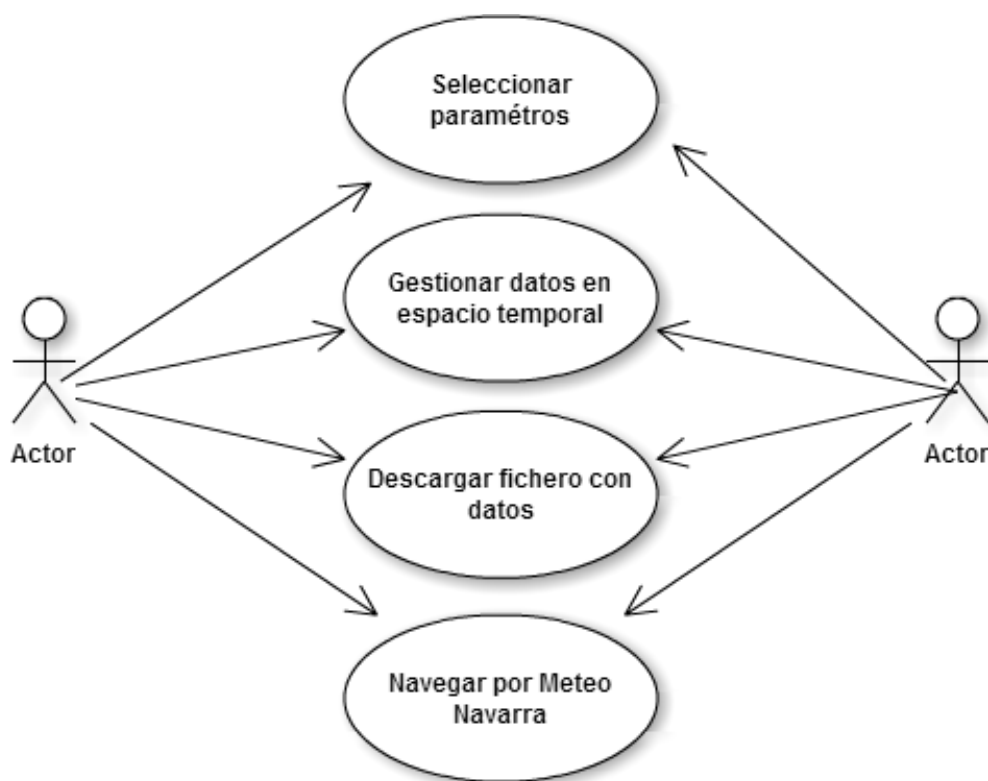 Seleccionar
paramétros
Gestionar datos en
espacio temporal
Actor
Actor
Descargar fichero con
datos
Navegar por Meteo
Navarra